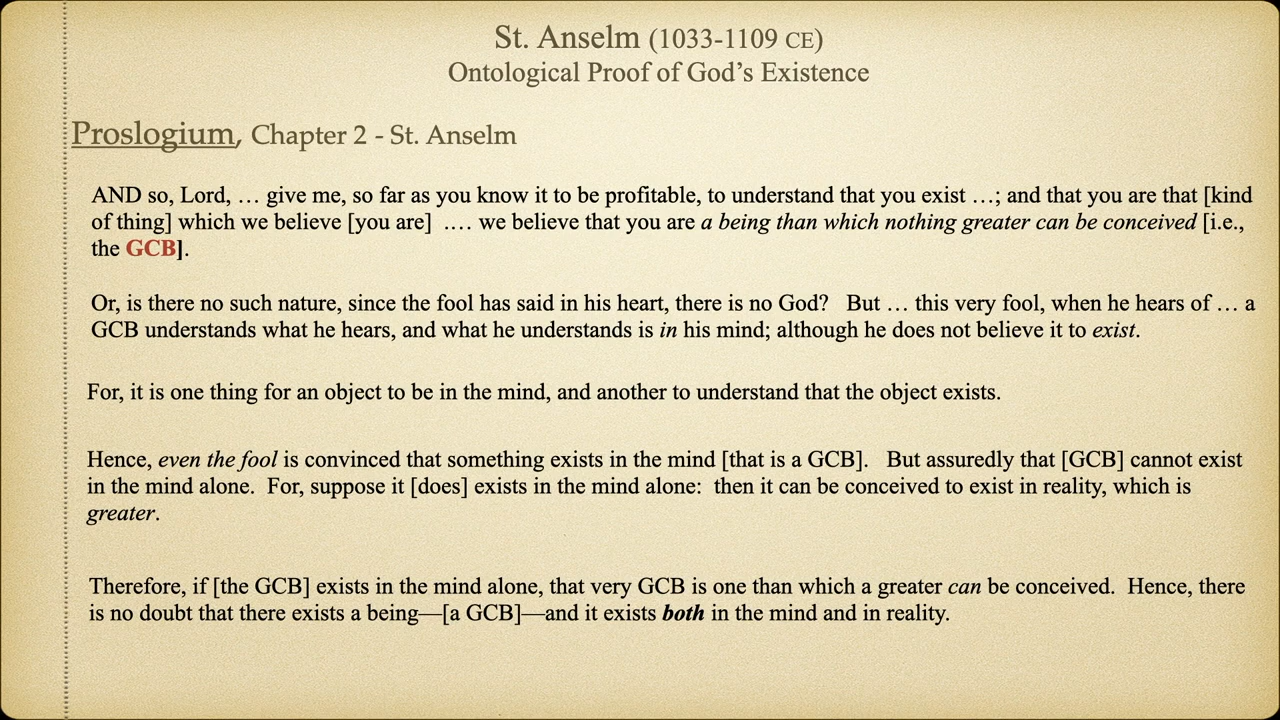 St. Anselm (1033-1109 CE)
Ontological Proof of God’s Existence
Proslogium, Chapter 2 - St. Anselm
AND so, Lord, … give me, so far as you know it to be profitable, to understand that you exist …; and that you are that [kind
of thing] which we believe [you are] …. we believe that you are a being than which nothing greater can be conceived [i.e.,
the GCB].
Or, is there no such nature, since the fool has said in his heart, there is no God? But … this very fool, when he hears of … a
GCB understands what he hears, and what he understands is in his mind; although he does not believe it to exist.
For, it is one thing for an object to be in the mind, and another to understand that the object exists.
Hence, even the fool is convinced that something exists in the mind [that is a GCB]. But assuredly that [GCB] cannot exist
in the mind alone. For, suppose it [does] exists in the mind alone: then it can be conceived to exist in reality, which is
greater.
Therefore, if [the GCB] exists in the mind alone, that very GCB is one than which a greater can be conceived. Hence, there
is no doubt that there exists a being—[a GCB]—and it exists both in the mind and in reality.